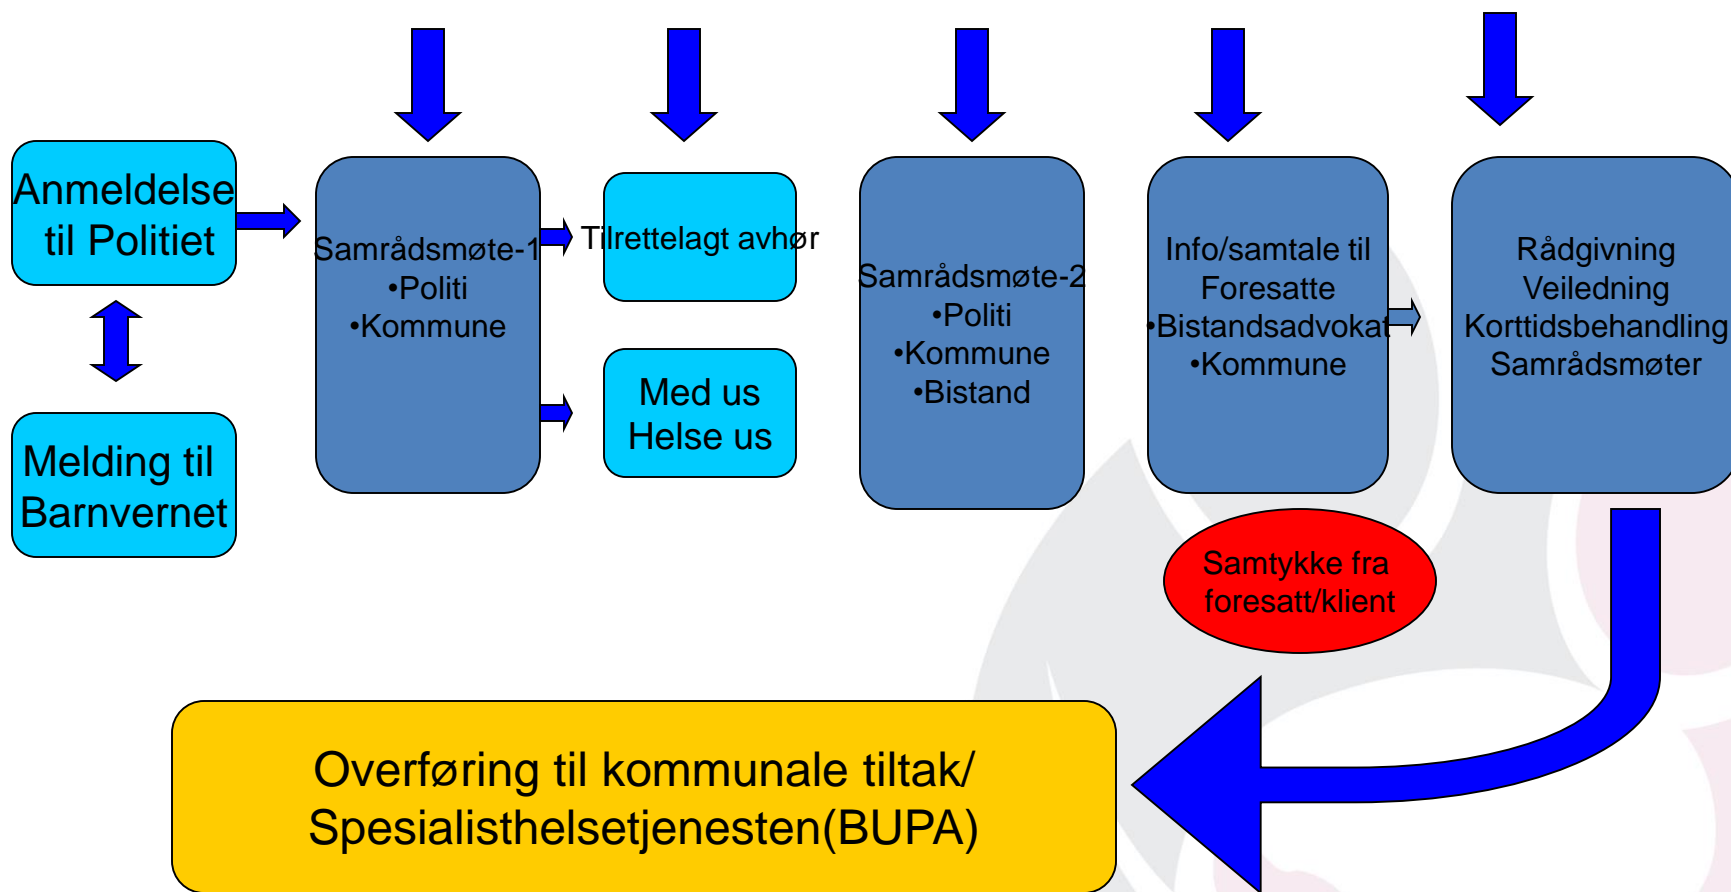 Anmeldelse
til Politiet
Melding til
Barnvernet
Samrådsmøte-1
•Politi
•Kommune
Tilrettelagt avhør
Med us
Helse us
Samrådsmøte-2
•Politi
•Kommune
•Bistand
Info/samtale til
Foresatte
•Bistandsadvokat
•Kommune
Rådgivning
Veiledning
Korttidsbehandling
Samrådsmøter
Samtykke fra
foresatt/klient
Overføring til kommunale tiltak/
Spesialisthelsetjenesten(BUPA)